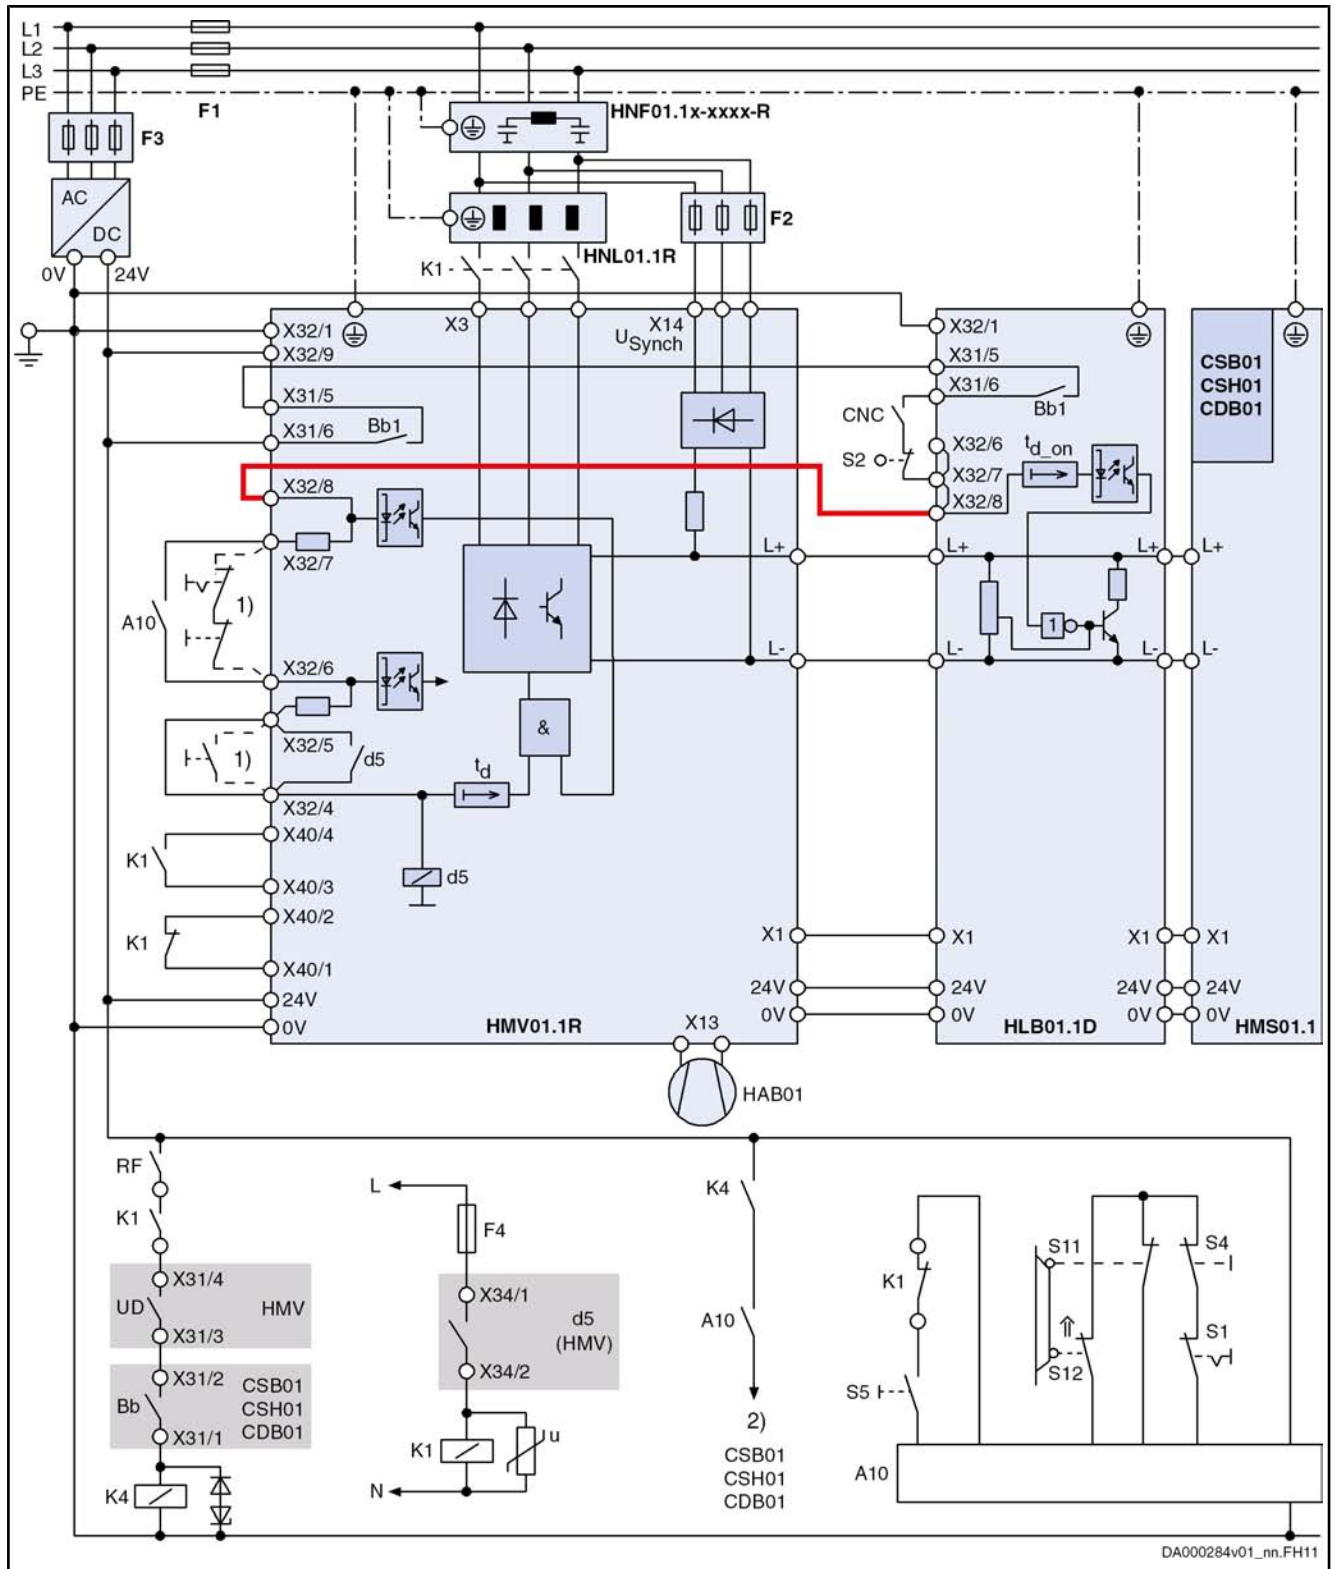 L1
L2
L3
PE
F1
F3
HNF01.1x-xxxx-R
AC
DC
F2
0V
24V
HNL01.1R
K1
X32/1
X3
X14
USynch
X32/1
X32/9
X31/5
X31/5
X31/6
Bb1
X31/6
Bb1
CSB01
CSH01
CDB01
CNC
X32/6
td_on
S2
X32/7
X32/8
X32/8
X32/7
L+
L+
L+
L+
A10
1)
1
X32/6
L-
L-
L-
L-
&
X32/5
1)
d5
td
X32/4
X40/4
K1
d5
X40/3
X40/2
K1
X40/1
X1
X1
X1
X1
24V
24V
24V
24V
24V
0V
0V
0V
0V
0V
HMV01.1R
X13
HLB01.1D
HMS01.1
HAB01
RF
L
K4
K1
F4
S11
S4
X31/4
UD
HMV
X31/3
X34/1
d5
(HMV)
K1
A10
S1
X31/2
CSB01
Bb
CSH01
X31/1
CDB01
X34/2
S12
S5
2)
K1
u
CSB01
CSH01
CDB01
A10
K4
N
DA000284v01_nn.FH11